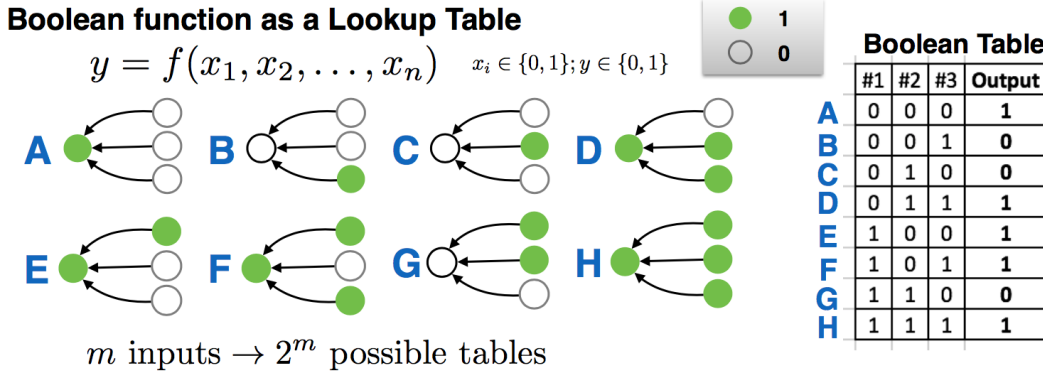 Boolean function as a Lookup Table
y = f(x₁, x₂, . . . , xₙ) xᵢ ∈ {0, 1}; y ∈ {0, 1}
1
0
A B C D
E F G H
m inputs → 2ᵐ possible tables
Boolean Table
#1 #2 #3 Output
A 0 0 0 1
B 0 0 1 0
C 0 1 0 0
D 0 1 1 1
E 1 0 0 1
F 1 0 1 1
G 1 1 0 0
H 1 1 1 1